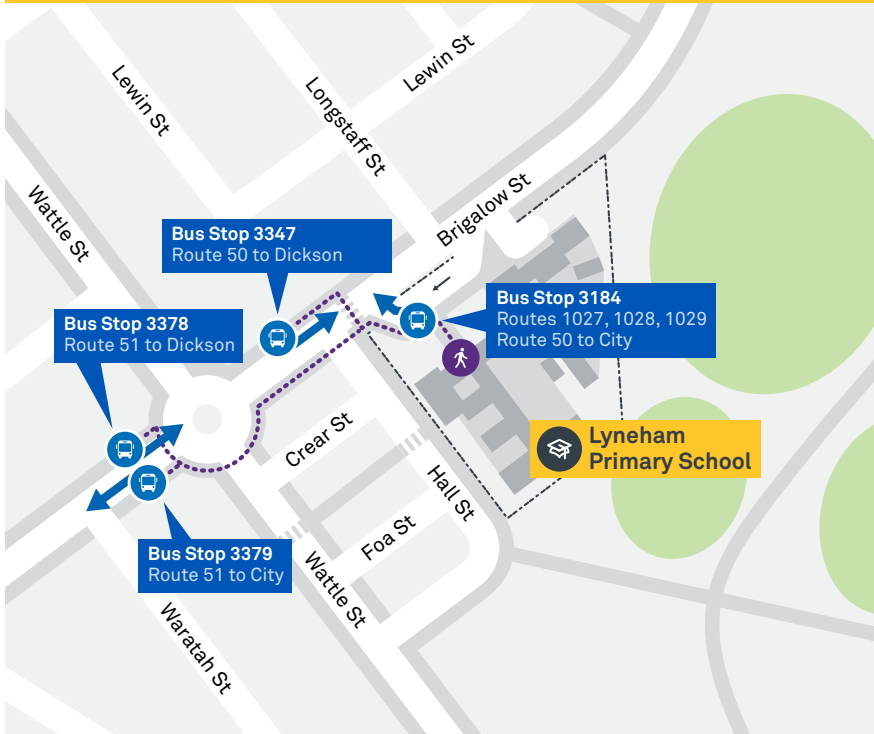 Lewin St
Lewin St
Longstaff St
Wattle St
Brigalow St
Bus Stop 3347
Route 50 to Dickson
Bus Stop 3184
Routes 1027, 1028, 1029
Route 50 to City
Bus Stop 3378
Route 51 to Dickson
Crear St
Lyneham
Primary School
Hall St
Foa St
Bus Stop 3379
Route 51 to City
Wattle St
Waratah St